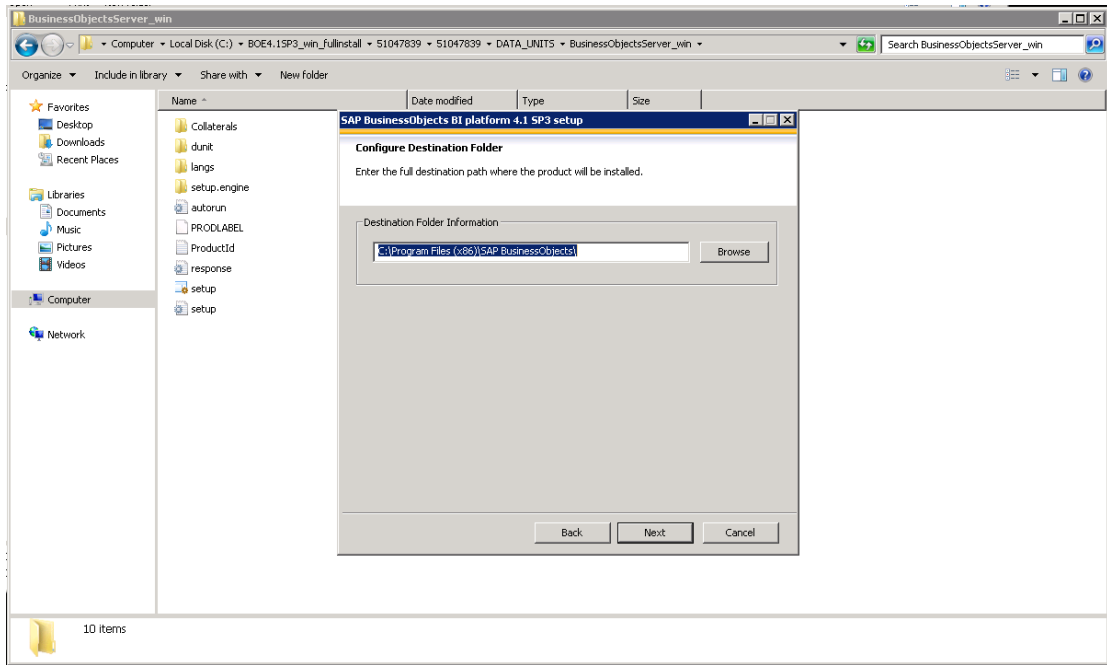 BusinessObjectsServer_win
Computer Local Disk (C:) BOE4.1SP3_win_fullinstall 51047839 51047839 DATA_UNITS BusinessObjectsServer_win
Search BusinessObjectsServer_win
Organize Include in library Share with New folder
Favorites
Desktop
Downloads
Recent Places
Libraries
Documents
Music
Pictures
Videos
Computer
Network
Name Date modified Type Size
Collaterals
dunit
langs
setup.engine
autorun
PRODLABEL
ProductId
response
setup
setup
SAP BusinessObjects BI platform 4.1 SP3 setup
Configure Destination Folder
Enter the full destination path where the product will be installed.
Destination Folder Information
C:\Program Files (x86)\SAP BusinessObjects\
Browse
Back Next Cancel
10 items